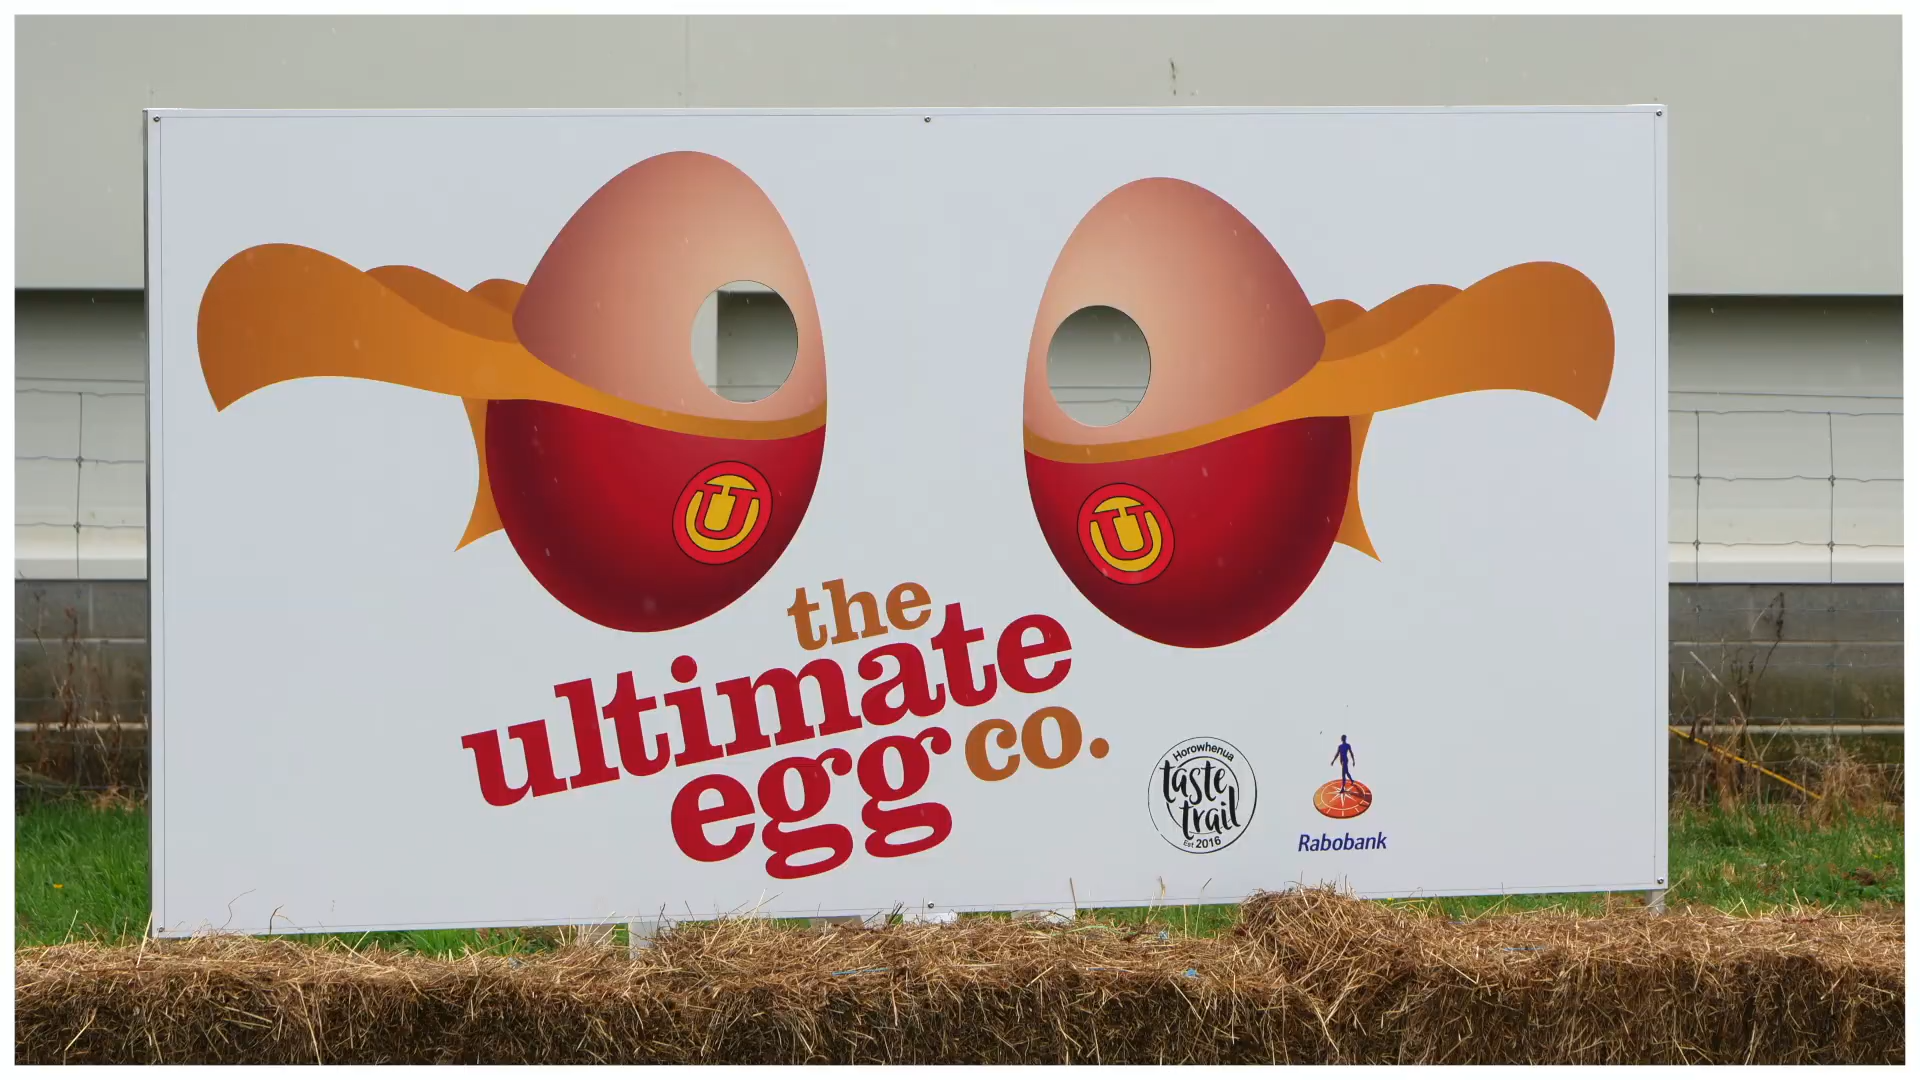 U
U
the
ultimate
egg co.
Horowhenua
taste
trail
Est 2016
Rabobank